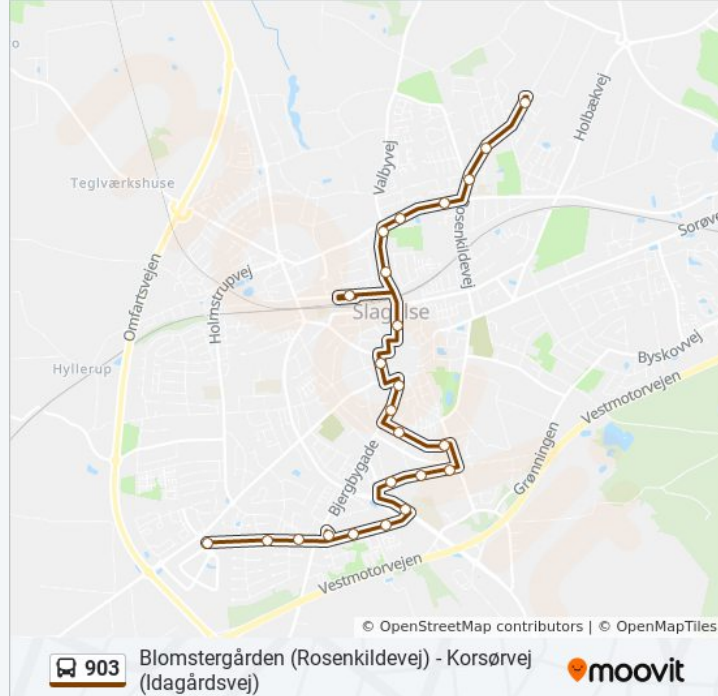 Holbækvej
Valbyvej
Teglværkshuse
Sorøve
Rosenkildevej
Omfartsvejen
Holmstrupvej
Slagelse
Byskovvej
Hyllerup
Vestmotorvejen
Grønningen
Bjergbygade
Vestmotorvejen
© OpenStreetMap contributors | © OpenMapTiles
903
Blomstergården (Rosenkildevej) - Korsørvej
(Idagårdsvej)
moovit